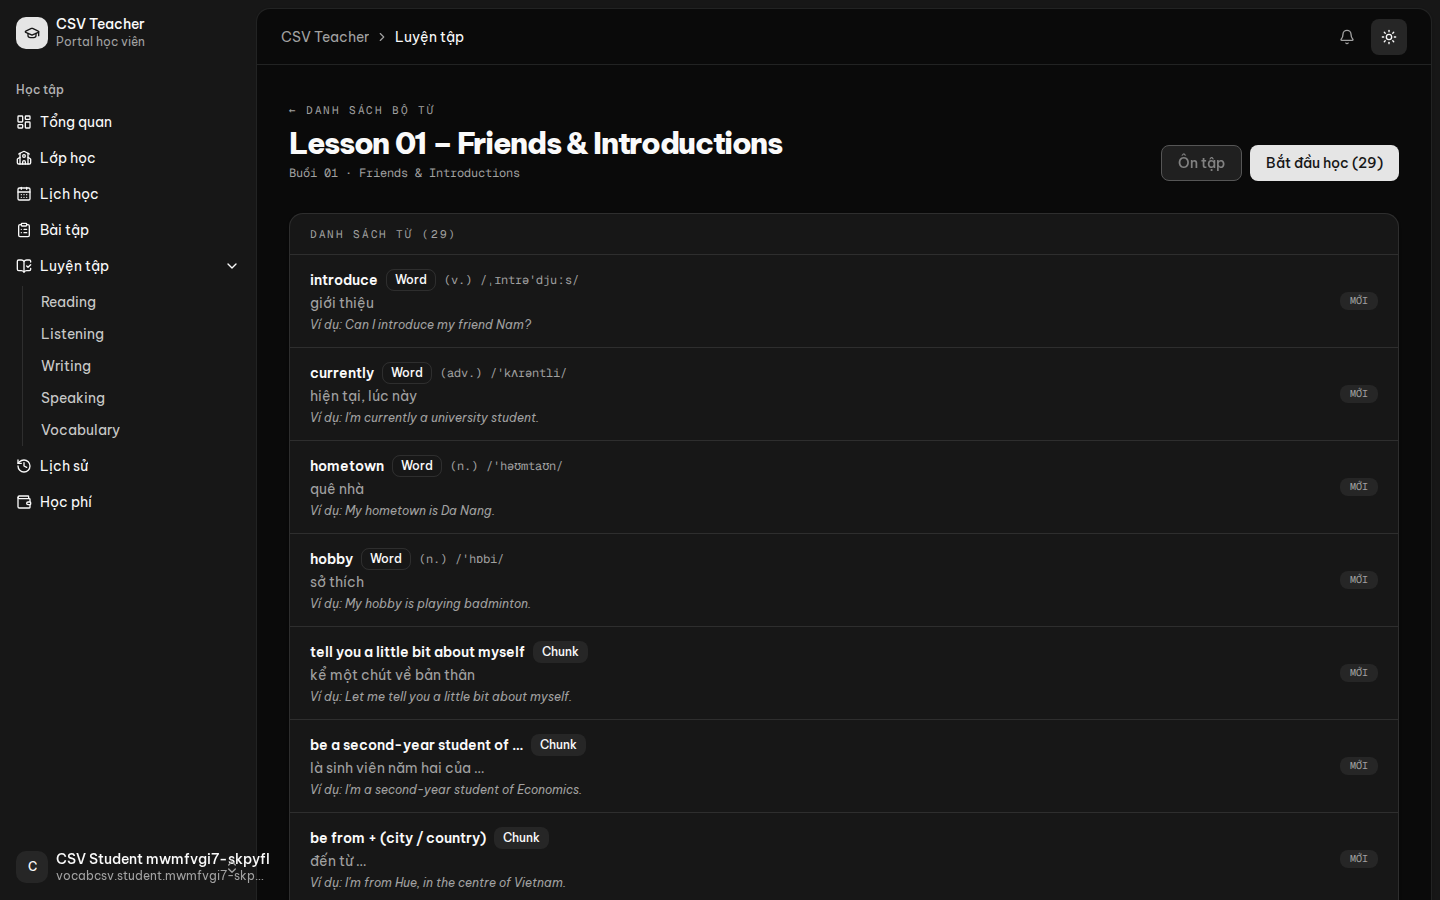 CSV Teacher
Portal học viên
Học tập
Tổng quan
Lớp học
Lịch học
Bài tập
Luyện tập
Reading
Listening
Writing
Speaking
Vocabulary
Lịch sử
Học phí
C
CSV Student mwmfvgi7-skpyfl
vocabcsv.student.mwmfvgi7-skp...
CSV Teacher > Luyện tập
← DANH SÁCH BỘ TỪ
Lesson 01 – Friends & Introductions
Buổi 01 · Friends & Introductions
Ôn tập
Bắt đầu học (29)
DANH SÁCH TỪ (29)
introduce Word (v.) /ˌɪntrəˈdjuːs/
giới thiệu
Ví dụ: Can I introduce my friend Nam?
MỚI
currently Word (adv.) /ˈkʌrəntli/
hiện tại, lúc này
Ví dụ: I'm currently a university student.
MỚI
hometown Word (n.) /ˈhəʊmtaʊn/
quê nhà
Ví dụ: My hometown is Da Nang.
MỚI
hobby Word (n.) /ˈhɒbi/
sở thích
Ví dụ: My hobby is playing badminton.
MỚI
tell you a little bit about myself Chunk
kể một chút về bản thân
Ví dụ: Let me tell you a little bit about myself.
MỚI
be a second-year student of ... Chunk
là sinh viên năm hai của ...
Ví dụ: I'm a second-year student of Economics.
MỚI
be from + (city / country) Chunk
đến từ ...
Ví dụ: I'm from Hue, in the centre of Vietnam.
MỚI